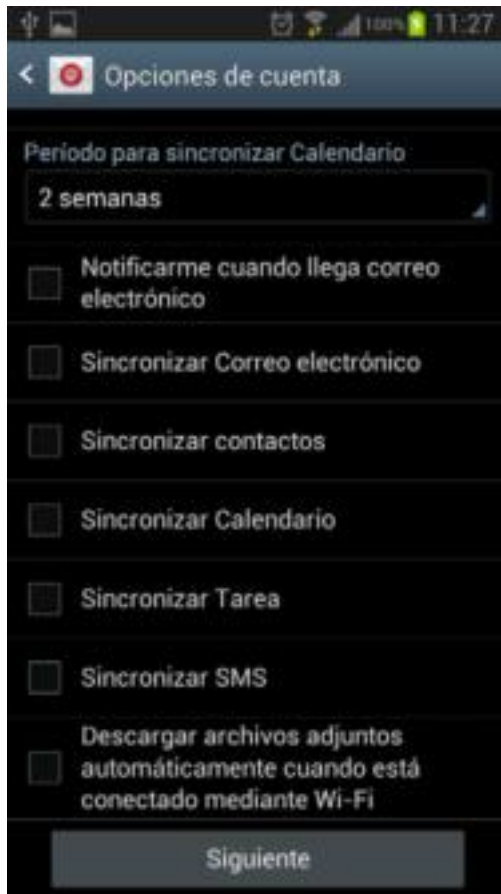 100% 11:27
Opciones de cuenta
Período para sincronizar Calendario
2 semanas
Notificarme cuando llega correo
electrónico
Sincronizar Correo electrónico
Sincronizar contactos
Sincronizar Calendario
Sincronizar Tarea
Sincronizar SMS
Descargar archivos adjuntos
automáticamente cuando está
conectado mediante Wi-Fi
Siguiente